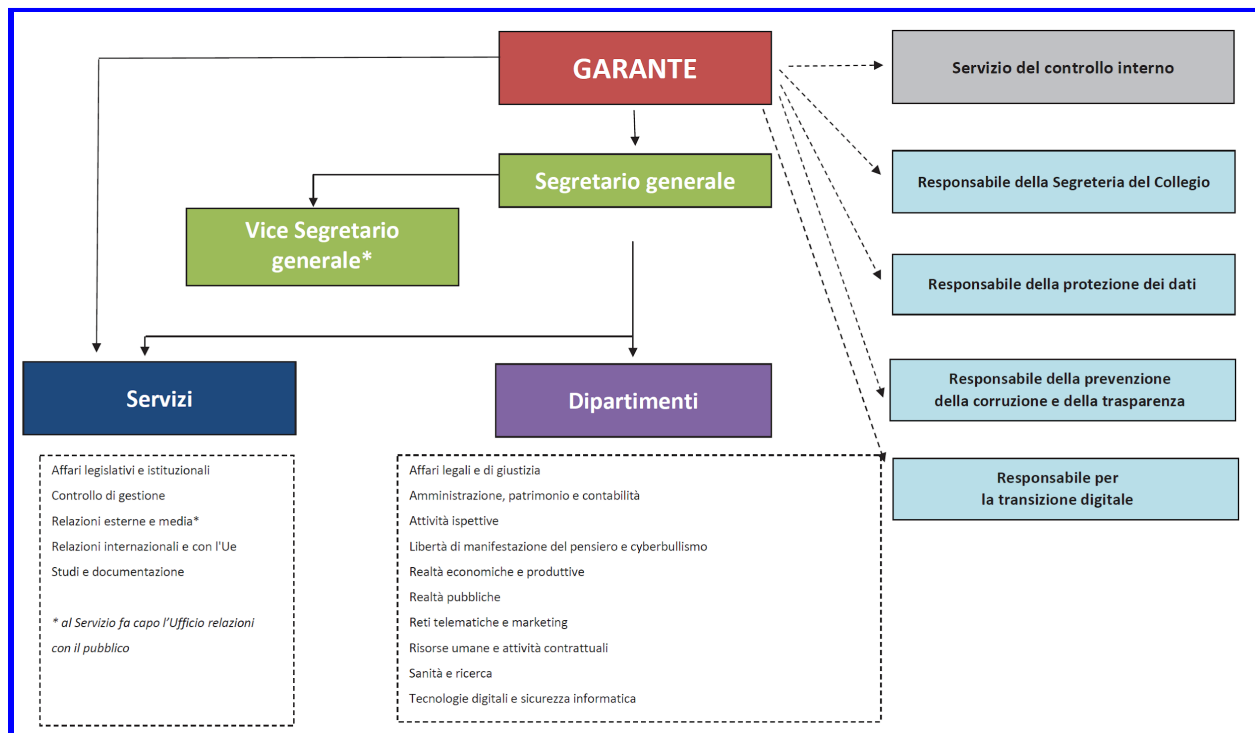 GARANTE
Servizio del controllo interno
Segretario generale
Responsabile della Segreteria del Collegio
Vice Segretario
generale*
Responsabile della protezione dei dati
Servizi
Dipartimenti
Responsabile della prevenzione
della corruzione e della trasparenza
Affari legislativi e istituzionali
Controllo di gestione
Relazioni esterne e media*
Relazioni internazionali e con l'Ue
Studi e documentazione
* al Servizio fa capo l’Ufficio relazioni
con il pubblico
Affari legali e di giustizia
Amministrazione, patrimonio e contabilità
Attività ispettive
Libertà di manifestazione del pensiero e cyberbullismo
Realtà economiche e produttive
Realtà pubbliche
Reti telematiche e marketing
Risorse umane e attività contrattuali
Sanità e ricerca
Tecnologie digitali e sicurezza informatica
Responsabile per
la transizione digitale